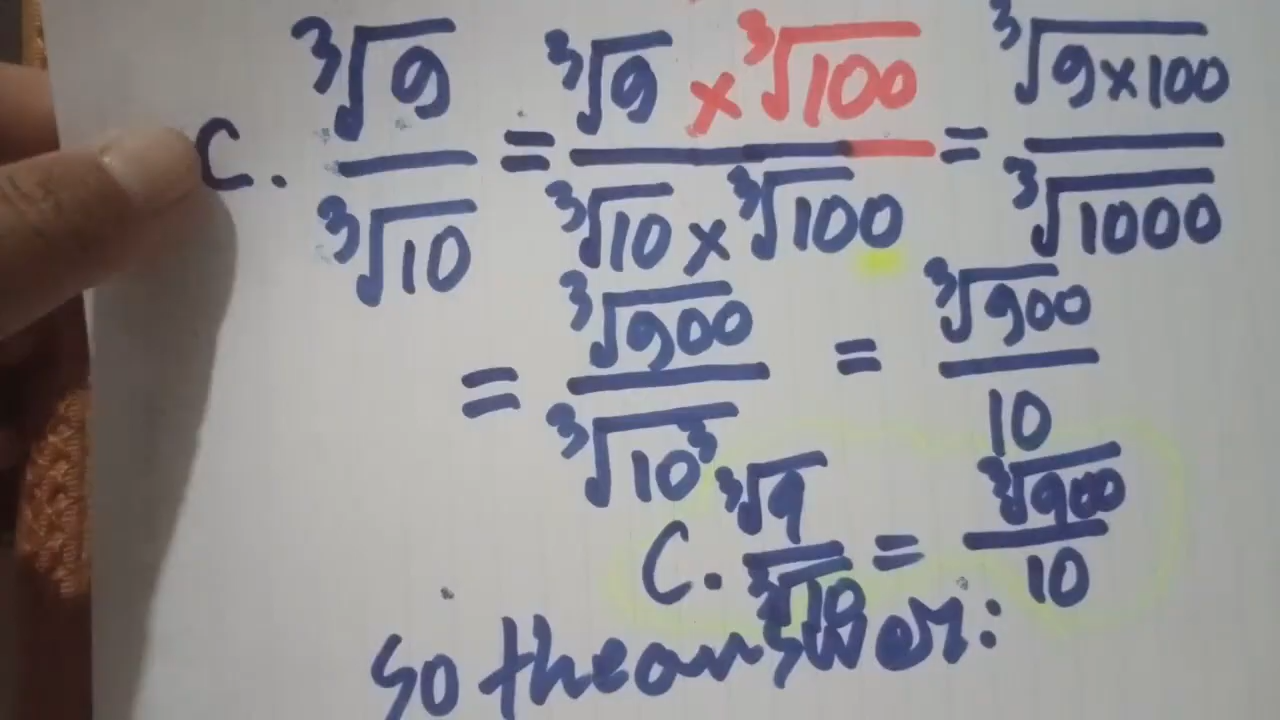 C. ∛9/∛10 = ∛9 × ∛100/∛10 × ∛100 = ∛9×100/∛1000
= ∛900/∛10³ = ∛900/10
C. ∛9/∛10 = ∛900/10
so the answer: